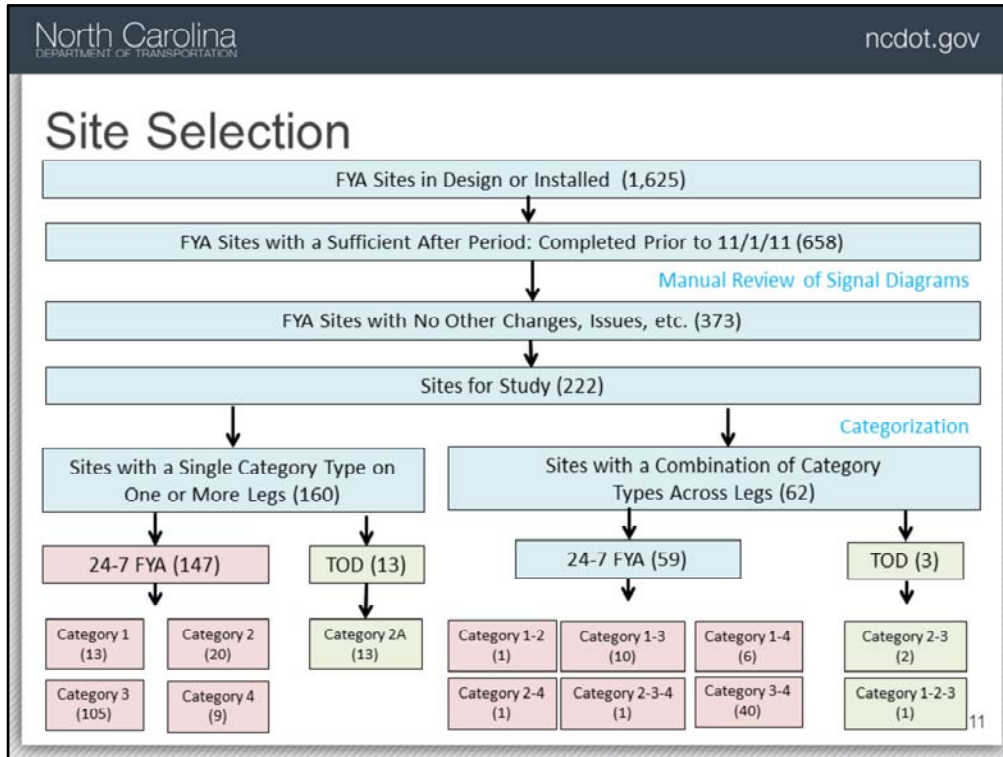 North Carolina
DEPARTMENT OF TRANSPORTATION
ncdot.gov
Site Selection
FYA Sites in Design or Installed (1,625)
FYA Sites with a Sufficient After Period: Completed Prior to 11/1/11 (658)
Manual Review of Signal Diagrams
FYA Sites with No Other Changes, Issues, etc. (373)
Sites for Study (222)
Categorization
Sites with a Single Category Type on
One or More Legs (160)
Sites with a Combination of Category
Types Across Legs (62)
24-7 FYA (147)
TOD (13)
24-7 FYA (59)
TOD (3)
Category 1
(13)
Category 2
(20)
Category 2A
(13)
Category 1-2
(1)
Category 1-3
(10)
Category 1-4
(6)
Category 2-3
(2)
Category 3
(105)
Category 4
(9)
Category 2-4
(1)
Category 2-3-4
(1)
Category 3-4
(40)
Category 1-2-3
(1)
11